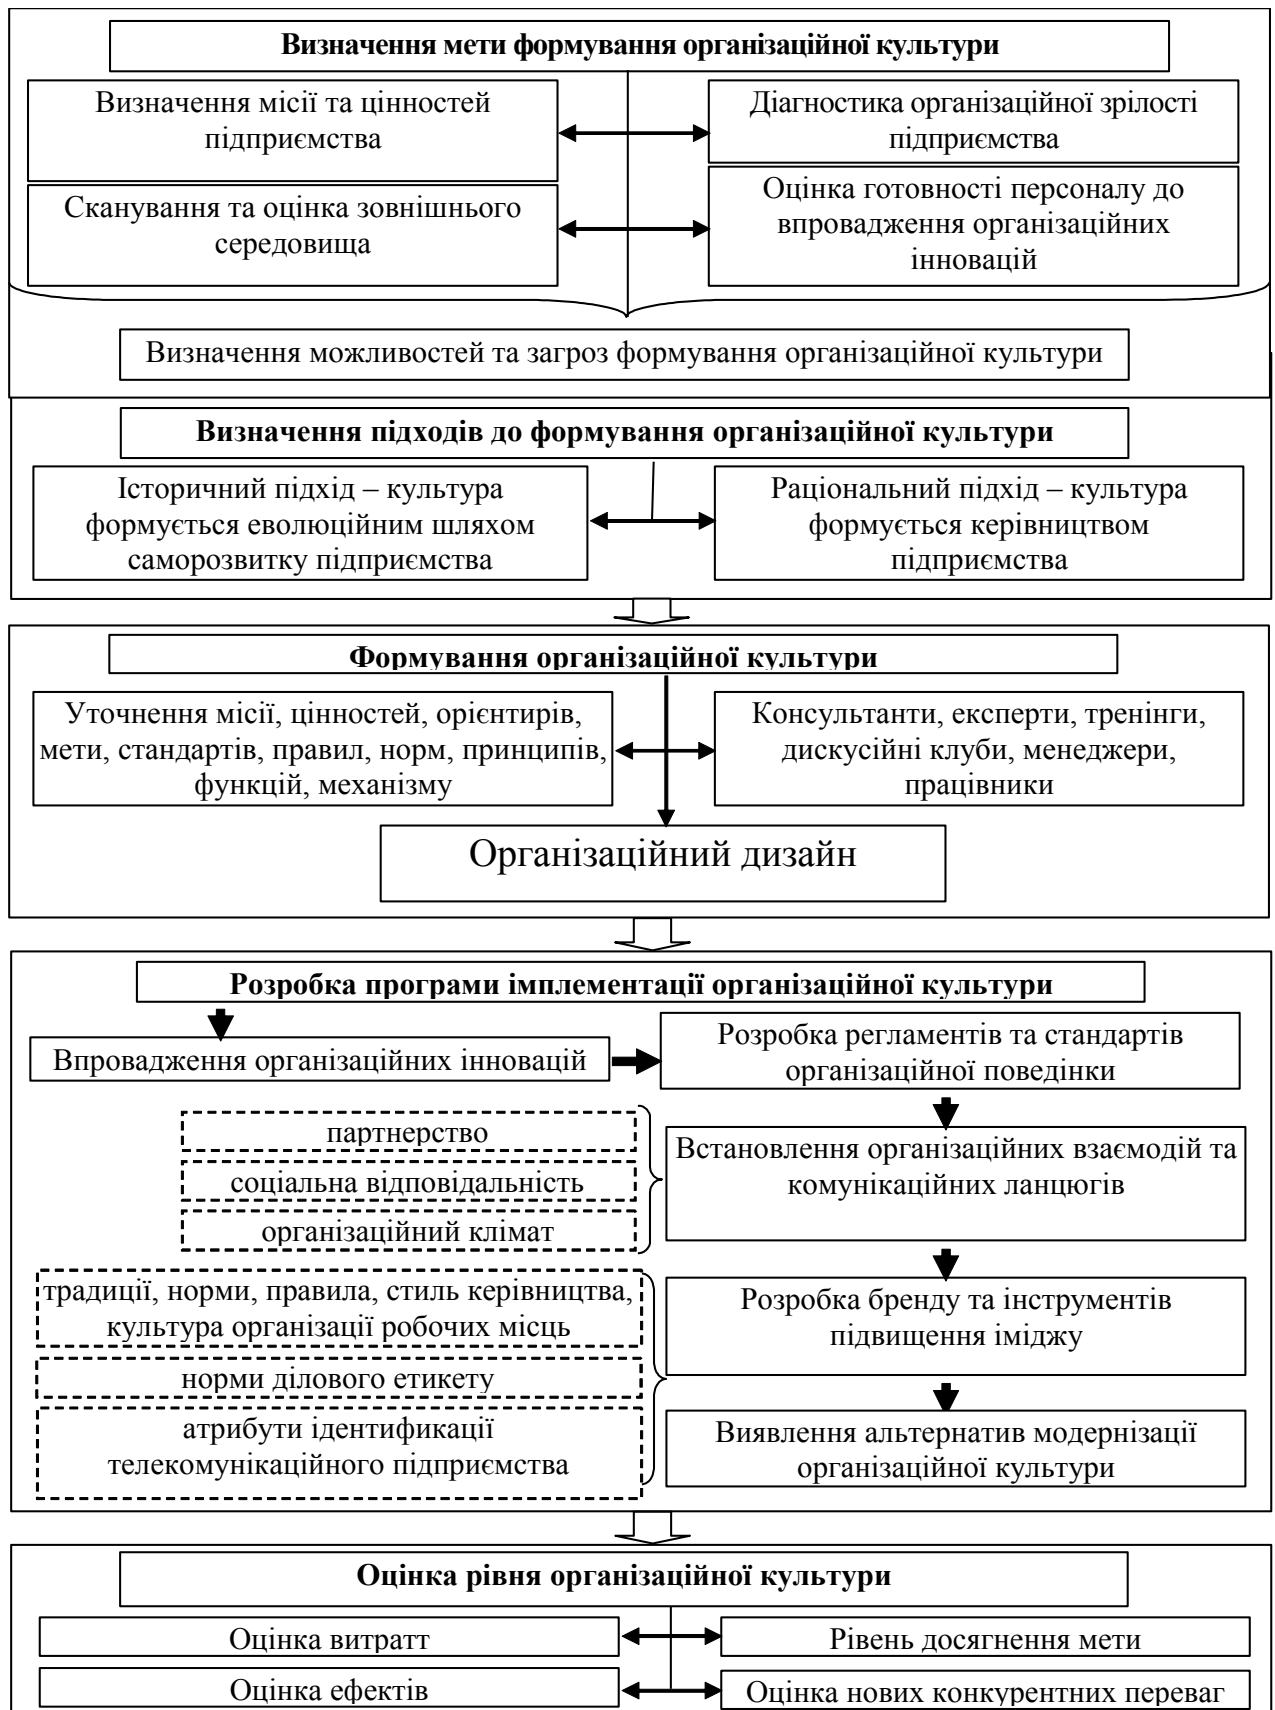 Визначення мети формування організаційної культури
Визначення місії та цінностей
підприємства
Діагностика організаційної зрілості
підприємства
Сканування та оцінка зовнішнього
середовища
Оцінка готовності персоналу до
впровадження організаційних
інновацій
Визначення можливостей та загроз формування організаційної культури
Визначення підходів до формування організаційної культури
Історичний підхід – культура
формується еволюційним шляхом
саморозвитку підприємства
Раціональний підхід – культура
формується керівництвом
підприємства
Формування організаційної культури
Уточнення місії, цінностей, орієнтирів,
мети, стандартів, правил, норм, принципів,
функцій, механізму
Консультанти, експерти, тренінги,
дискусійні клуби, менеджери,
працівники
Організаційний дизайн
Розробка програми імплементації організаційної культури
Впровадження організаційних інновацій
Розробка регламентів та стандартів
організаційної поведінки
партнерство
соціальна відповідальність
організаційний клімат
Встановлення організаційних взаємодій та
комунікаційних ланцюгів
традиції, норми, правила, стиль керівництва,
культура організації робочих місць
норми ділового етикету
атрибути ідентифікації
телекомунікаційного підприємства
Розробка бренду та інструментів
підвищення іміджу
Виявлення альтернатив модернізації
організаційної культури
Оцінка рівня організаційної культури
Оцінка витратт
Рівень досягнення мети
Оцінка ефектів
Оцінка нових конкурентних переваг